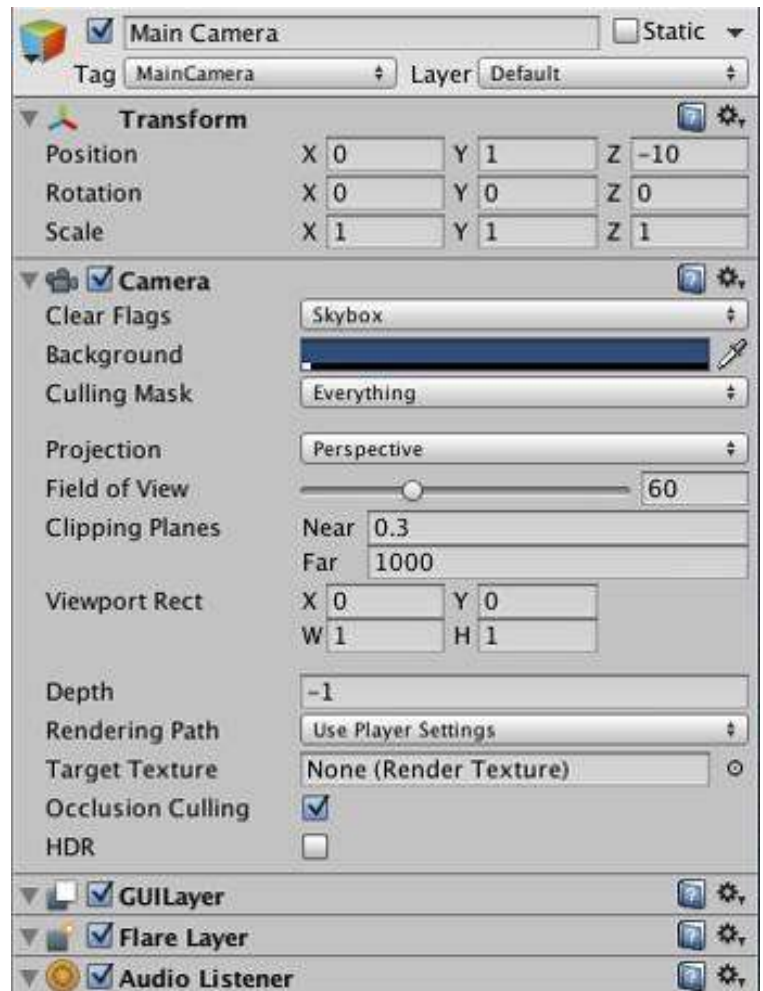 Main Camera Static
Tag MainCamera Layer Default
Transform
Position X 0 Y 1 Z -10
Rotation X 0 Y 0 Z 0
Scale X 1 Y 1 Z 1
Camera
Clear Flags Skybox
Background
Culling Mask Everything
Projection Perspective
Field of View 60
Clipping Planes Near 0.3
Far 1000
Viewport Rect X 0 Y 0
W 1 H 1
Depth -1
Rendering Path Use Player Settings
Target Texture None (Render Texture)
Occlusion Culling
HDR
GUILayer
Flare Layer
Audio Listener